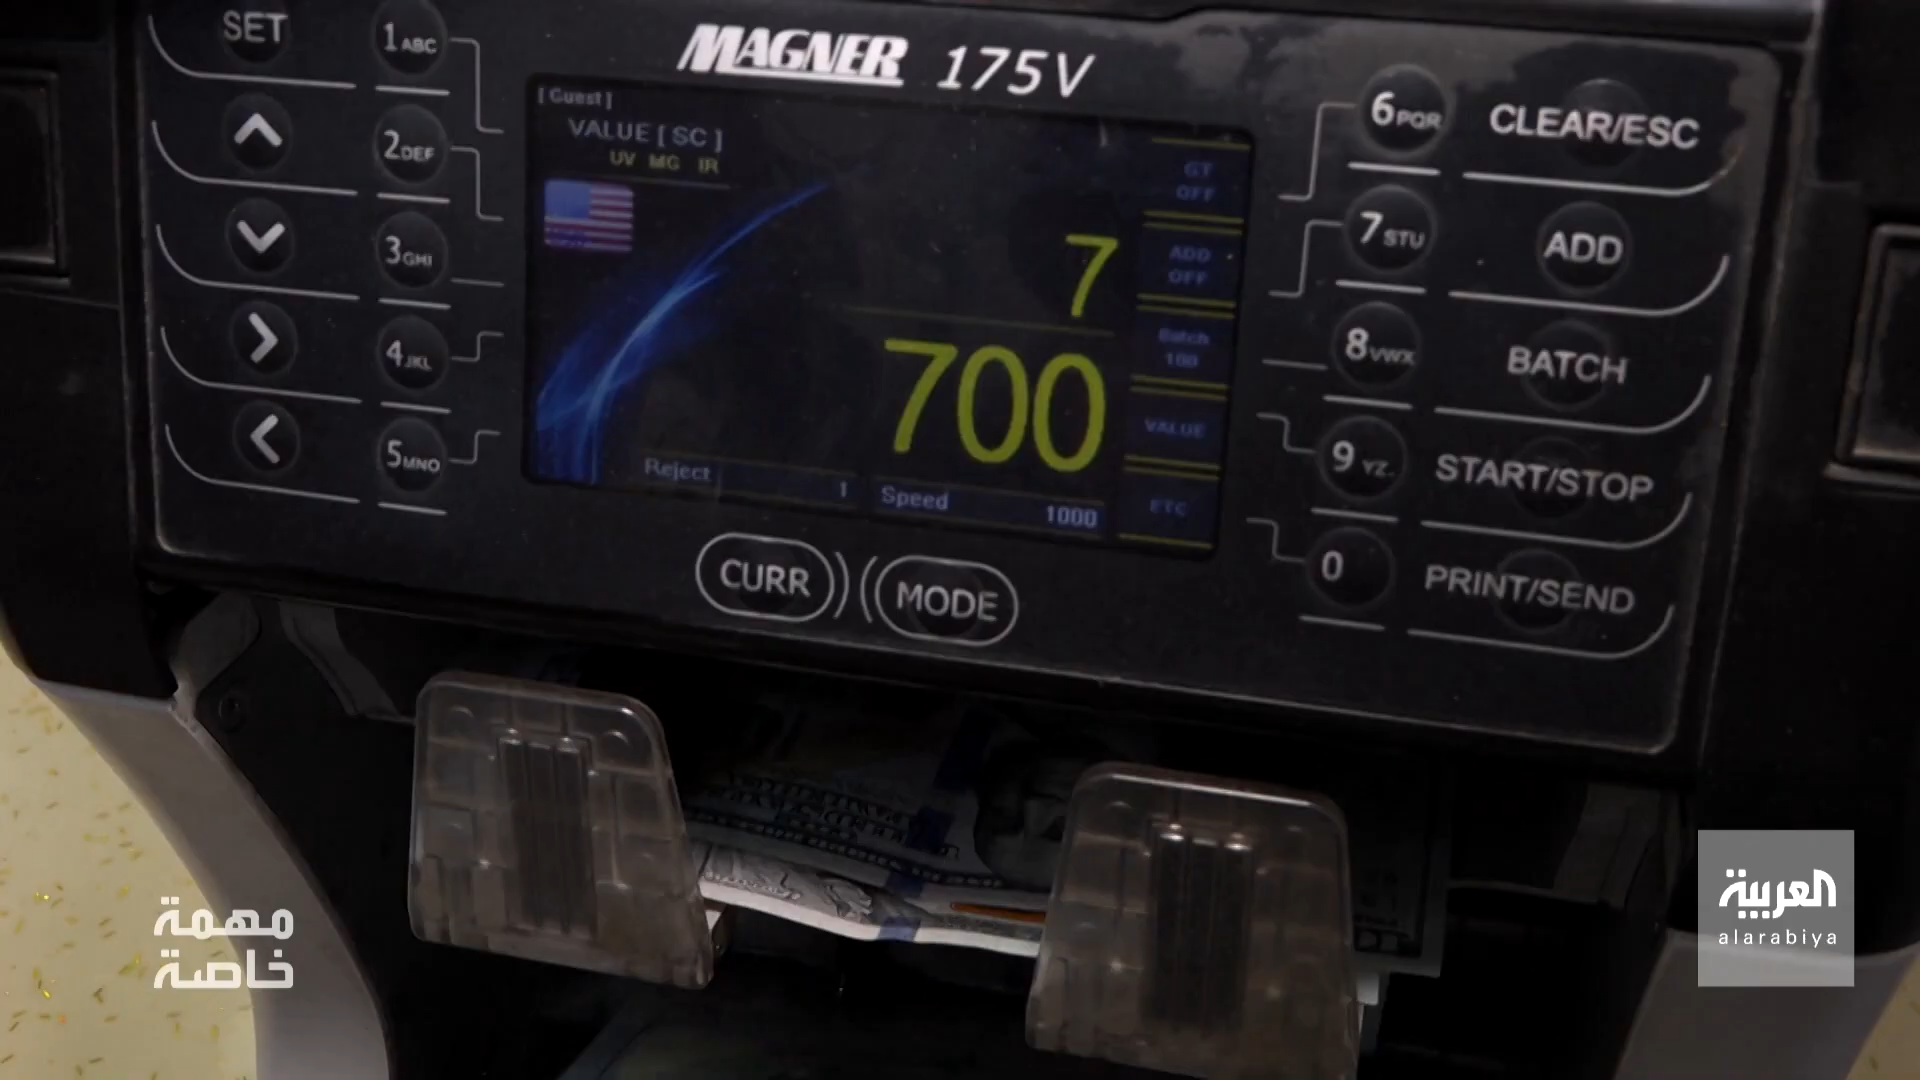 SET
1ABC
2DEF
3GHI
4JKL
5MNO
MAGNER 175V
[ Guest ]
VALUE [ SC ]
UV MG IR
7
700
Reject 1
Speed 1000
GT
OFF
ADD
OFF
Batch
100
VALUE
ETC
CURR
MODE
6PQR
CLEAR/ESC
7STU
ADD
8VWX
BATCH
9YZ
START/STOP
0
PRINT/SEND
مهمة
خاصة
العربية
alarabiya